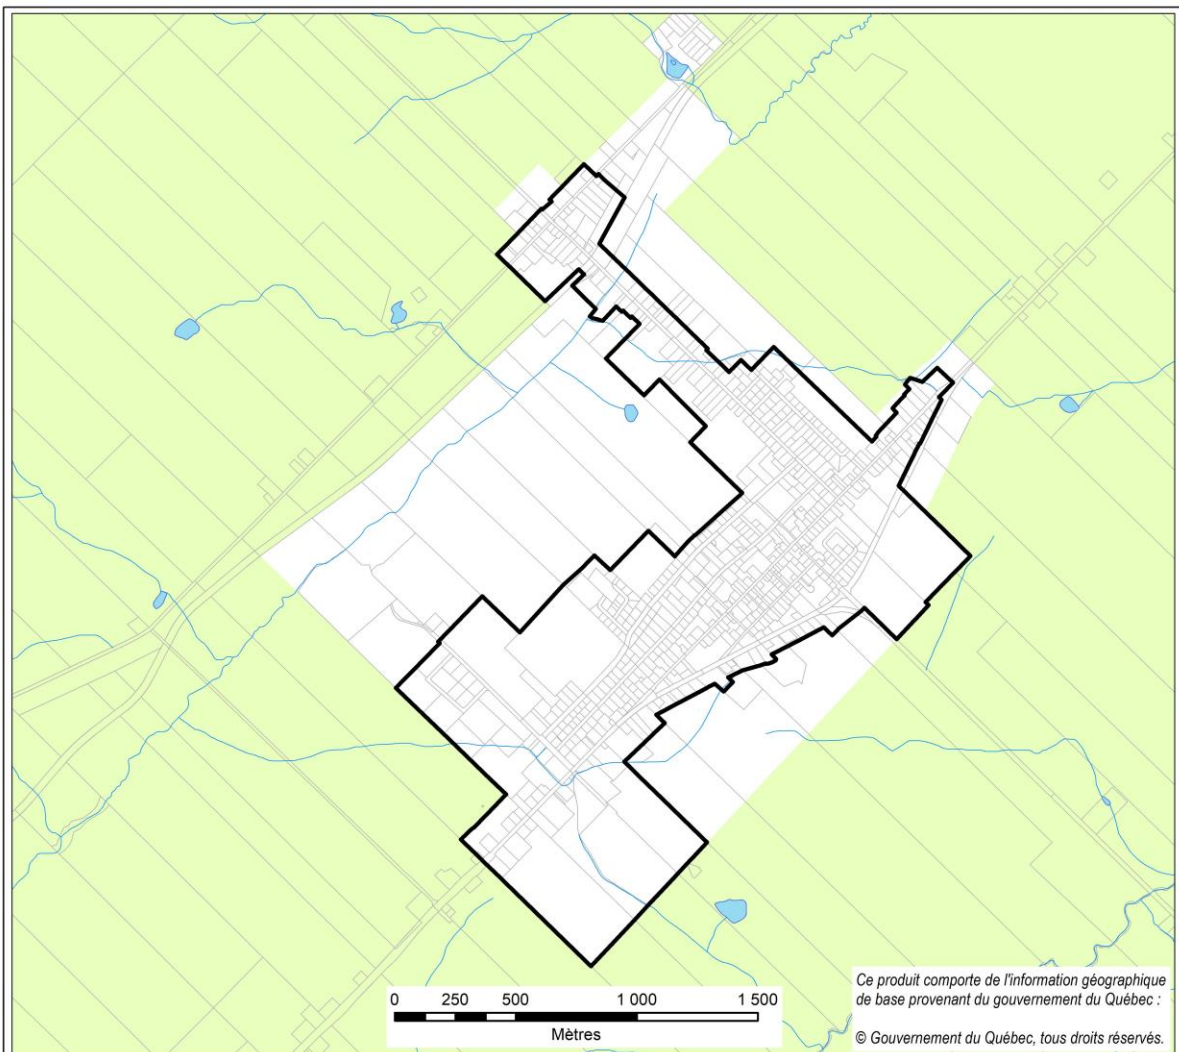 0 250 500 1 000 1 500
Mètres
Ce produit comporte de l'information géographique
de base provenant du gouvernement du Québec :
© Gouvernement du Québec, tous droits réservés.